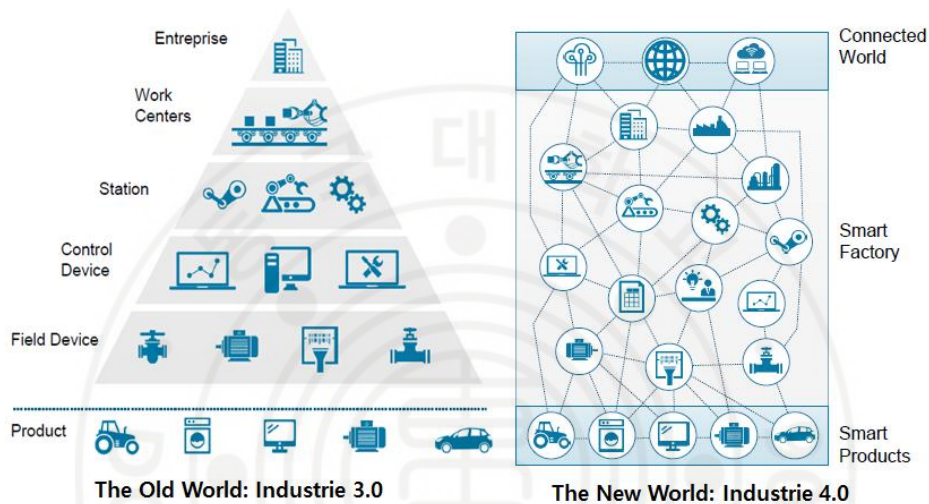 Entreprise
Work
Centers
Station
Control
Device
Field Device
Product
The Old World: Industrie 3.0
Connected
World
Smart
Factory
Smart
Products
The New World: Industrie 4.0